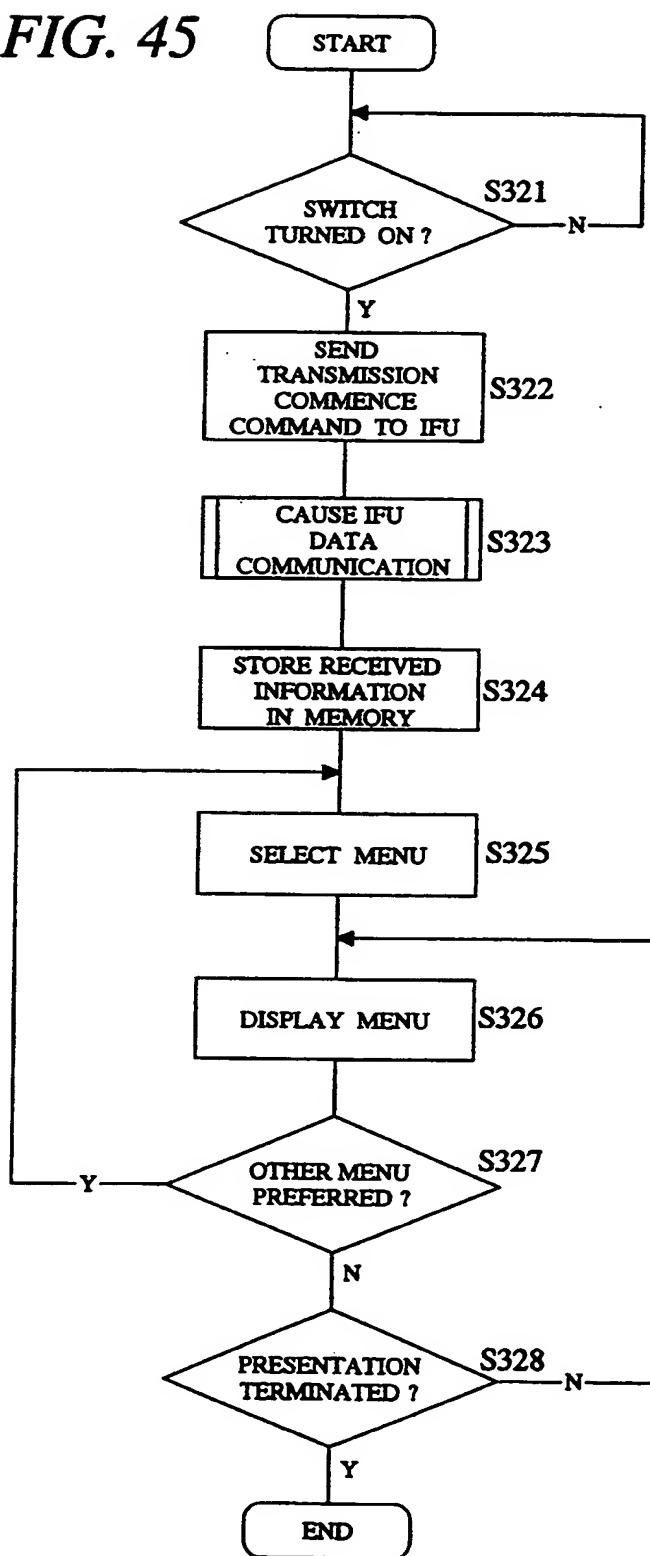 FIG. 45
START
S321
SWITCH
TURNED ON ?
N
Y
SEND
TRANSMISSION
COMMENCE
COMMAND TO IFU
S322
CAUSE IFU
DATA
COMMUNICATION
S323
STORE RECEIVED
INFORMATION
IN MEMORY
S324
SELECT MENU
S325
DISPLAY MENU
S326
S327
OTHER MENU
PREFERRED ?
Y
N
S328
PRESENTATION
TERMINATED ?
N
Y
END